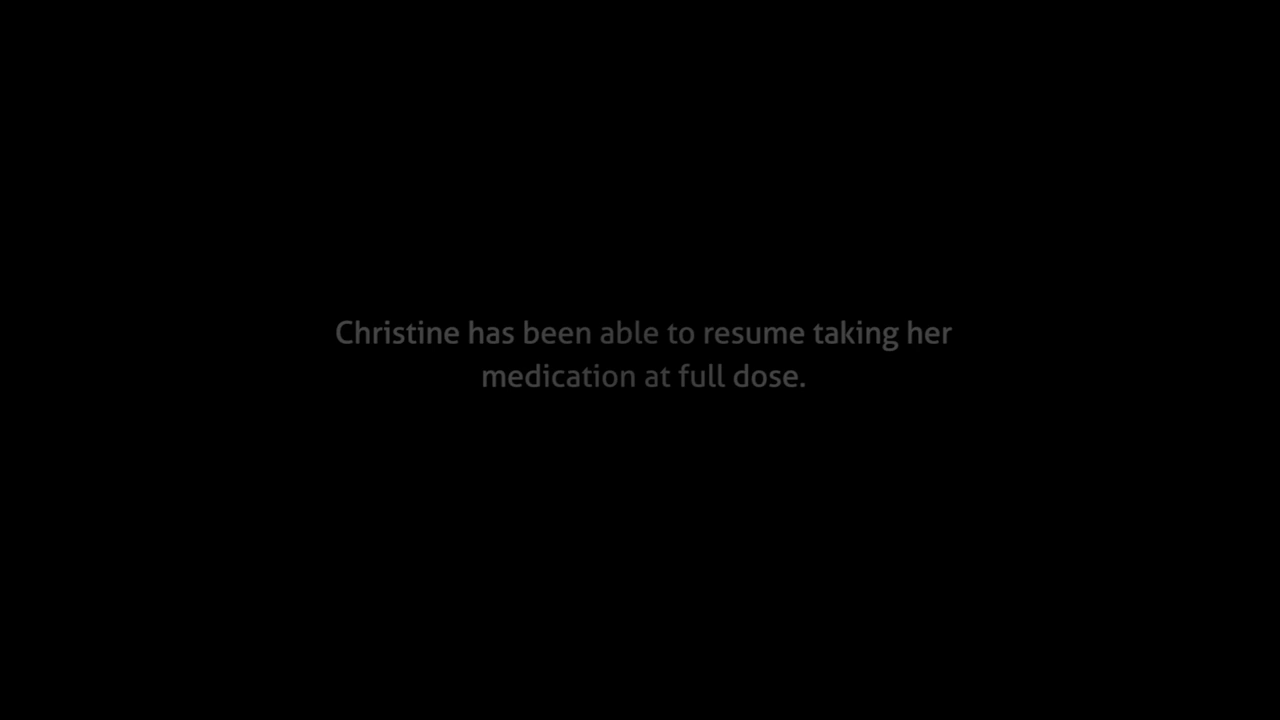 Christine has been able to resume taking her
medication at full dose.